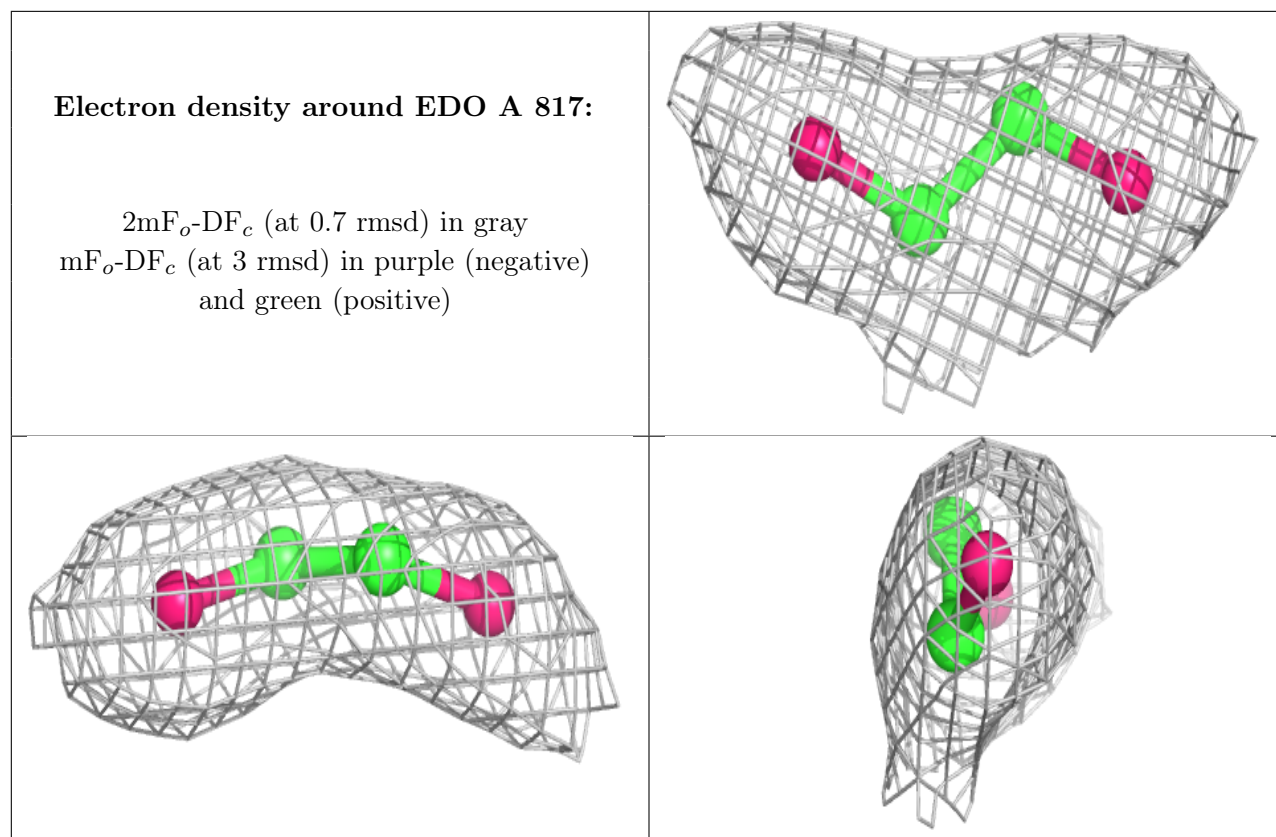 Electron density around EDO A 817:
2mFo-DFc (at 0.7 rmsd) in gray
mFo-DFc (at 3 rmsd) in purple (negative)
and green (positive)